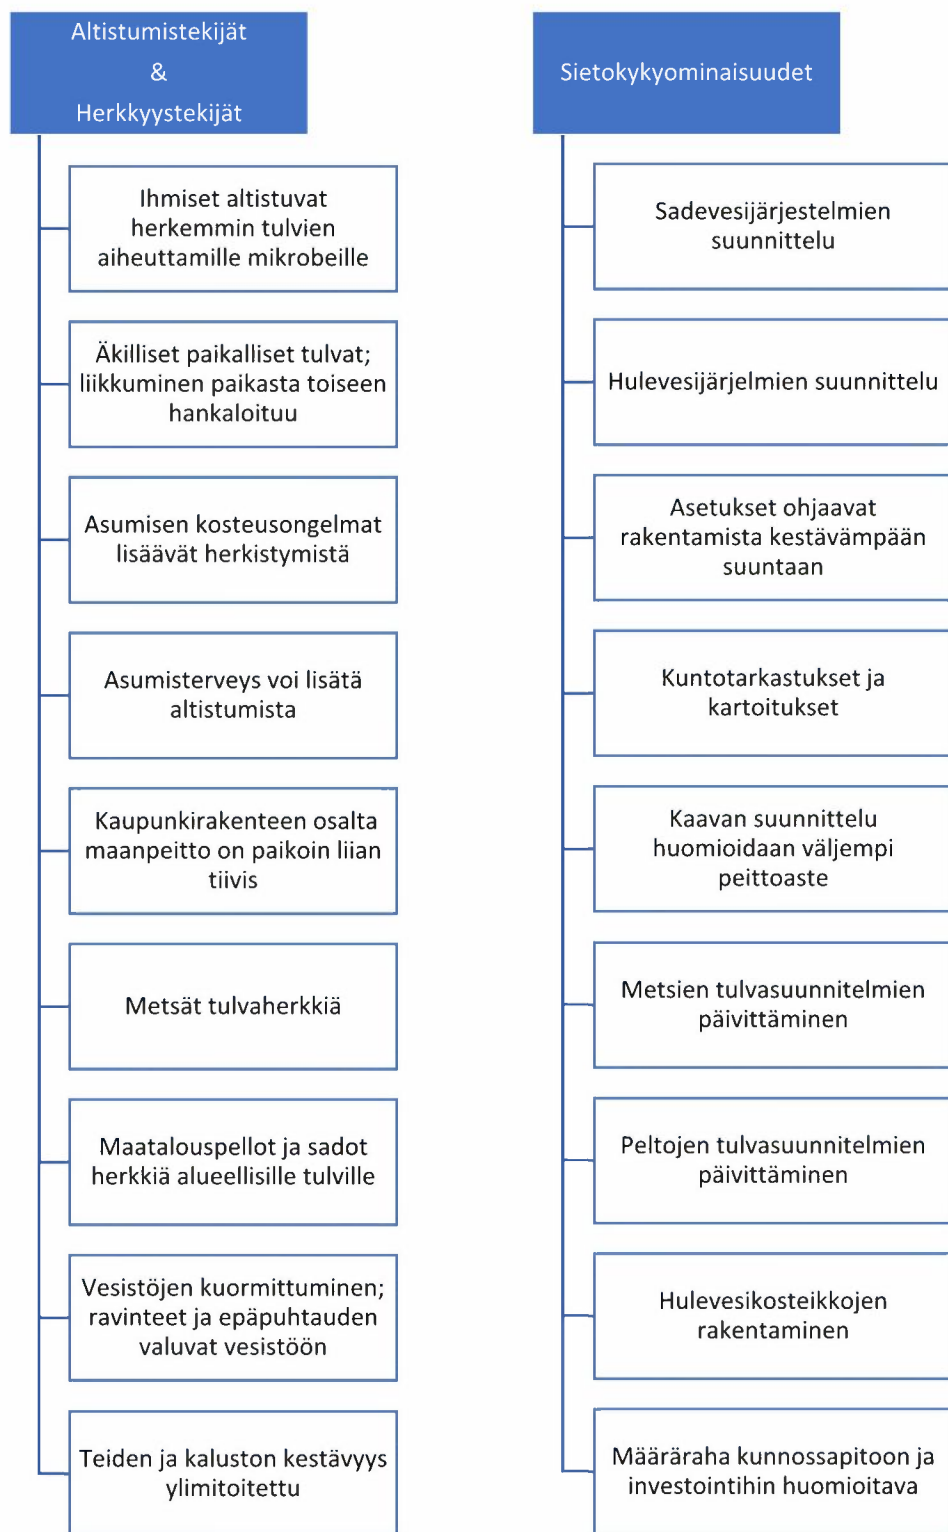 Altistumistekijät
&
Herkkyystekijät
Ihmiset altistuvat
herkemmin tulvien
aiheuttamille mikrobeille
Äkilliset paikalliset tulvat;
liikkuminen paikasta toiseen
hankaloituu
Asumisen kosteusongelmat
lisäävät herkistymistä
Asumisterveys voi lisätä
altistumista
Kaupunkirakenteen osalta
maanpeitto on paikoin liian
tiivis
Metsät tulvaherkkiä
Maatalouspellot ja sadot
herkkiä alueellisille tulville
Vesistöjen kuormittuminen;
ravinteet ja epäpuhtauden
valuvat vesistöön
Teiden ja kaluston kestävyys
ylimitoitettu
Sietokykyominaisuudet
Sadevesijärjestelmien
suunnittelu
Hulevesijärjelmien suunnittelu
Asetukset ohjaavat
rakentamista kestävämpään
suuntaan
Kuntotarkastukset ja
kartoitukset
Kaavan suunnittelu
huomioidaan väljempi
peittoaste
Metsien tulvasuunnitelmien
päivittäminen
Peltojen tulvasuunnitelmien
päivittäminen
Hulevesikosteikkojen
rakentaminen
Määräraha kunnossapitoon ja
investointihin huomioitava